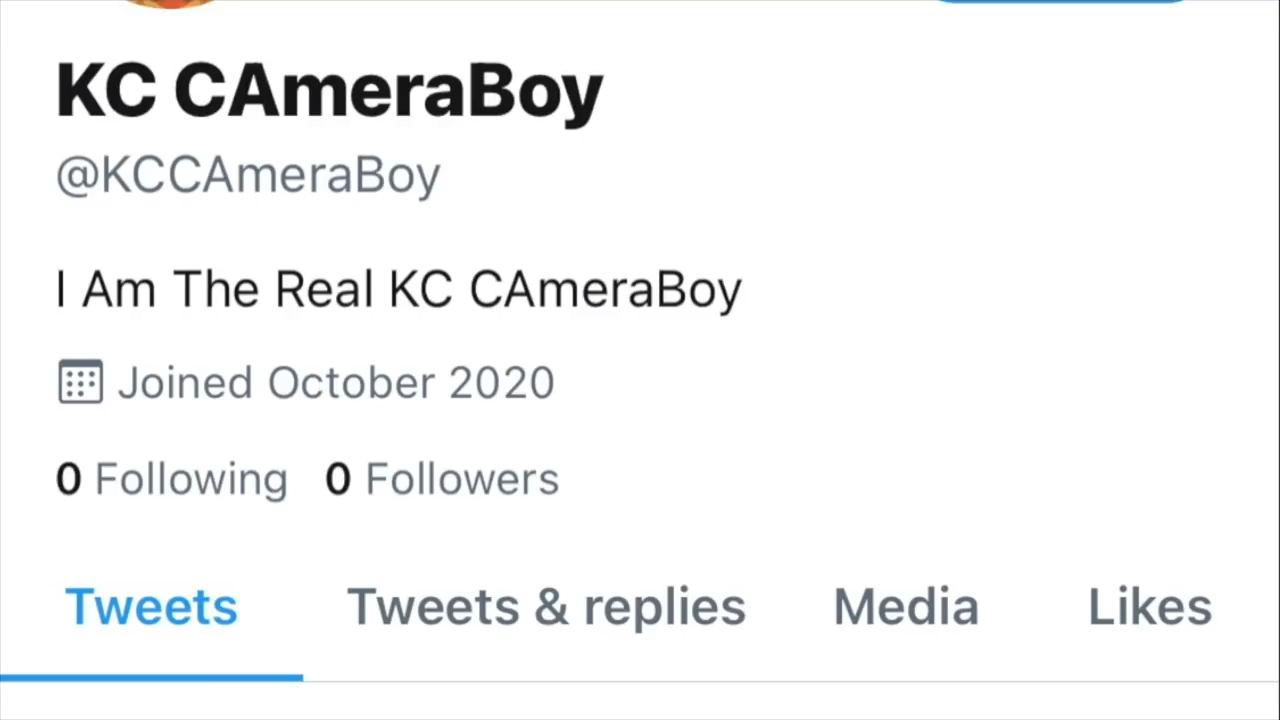 KC CAmeraBoy
@KCCAmeraBoy
I Am The Real KC CAmeraBoy
Joined October 2020
0 Following 0 Followers
Tweets Tweets & replies Media Likes